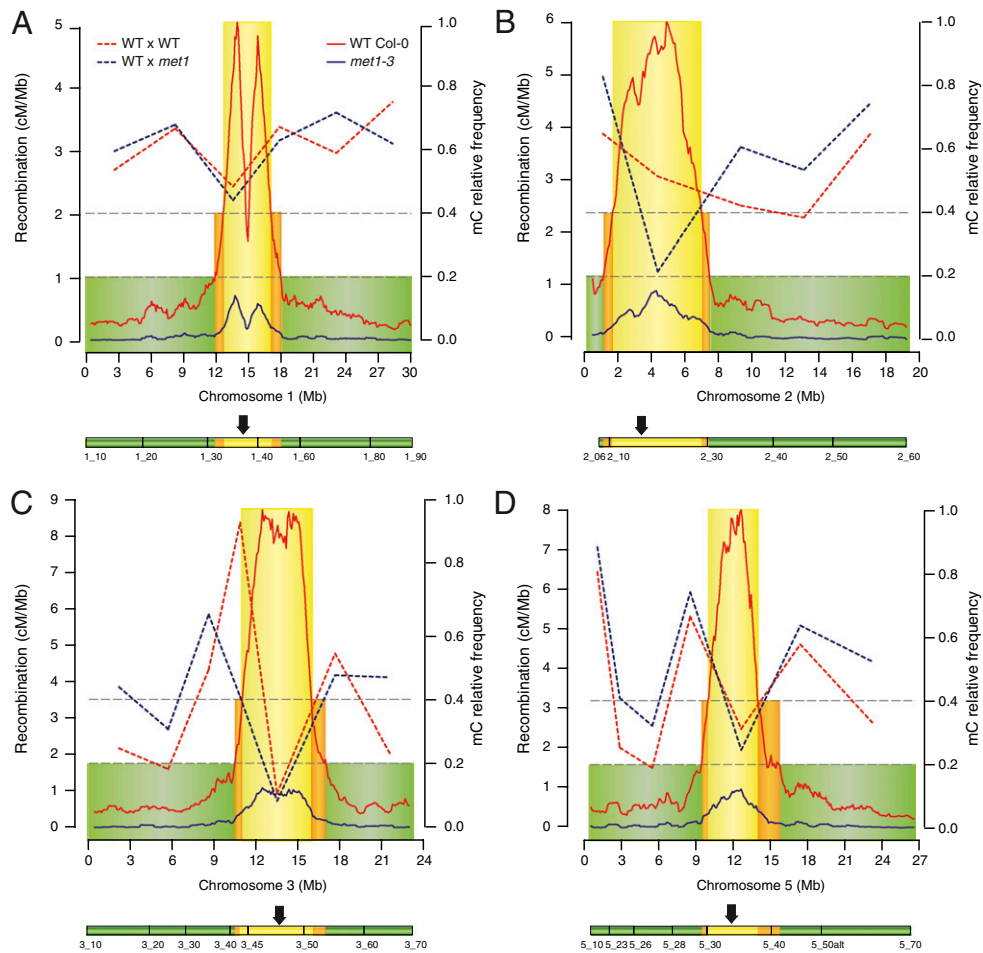 A
WT x WT
WT x met1
WT Col-0
met1-3
Recombination (cM/Mb)
5
4
3
2
1
0
mC relative frequency
1.0
0.8
0.6
0.4
0.2
0.0
0 3 6 9 12 15 18 21 24 27 30
Chromosome 1 (Mb)
1_10 1_20 1_30 1_40 1_60 1_80 1_90
B
Recombination (cM/Mb)
6
5
4
3
2
1
0
mC relative frequency
1.0
0.8
0.6
0.4
0.2
0.0
0 2 4 6 8 10 12 14 16 18 20
Chromosome 2 (Mb)
2_06 2_10 2_30 2_40 2_50 2_60
C
Recombination (cM/Mb)
9
8
7
6
5
4
3
2
1
0
mC relative frequency
1.0
0.8
0.6
0.4
0.2
0.0
0 3 6 9 12 15 18 21 24
Chromosome 3 (Mb)
3_10 3_20 3_30 3_40 3_45 3_50 3_60 3_70
D
Recombination (cM/Mb)
8
7
6
5
4
3
2
1
0
mC relative frequency
1.0
0.8
0.6
0.4
0.2
0.0
0 3 6 9 12 15 18 21 24 27
Chromosome 5 (Mb)
5_10 5_23 5_26 5_28 5_30 5_40 5_50alt 5_70